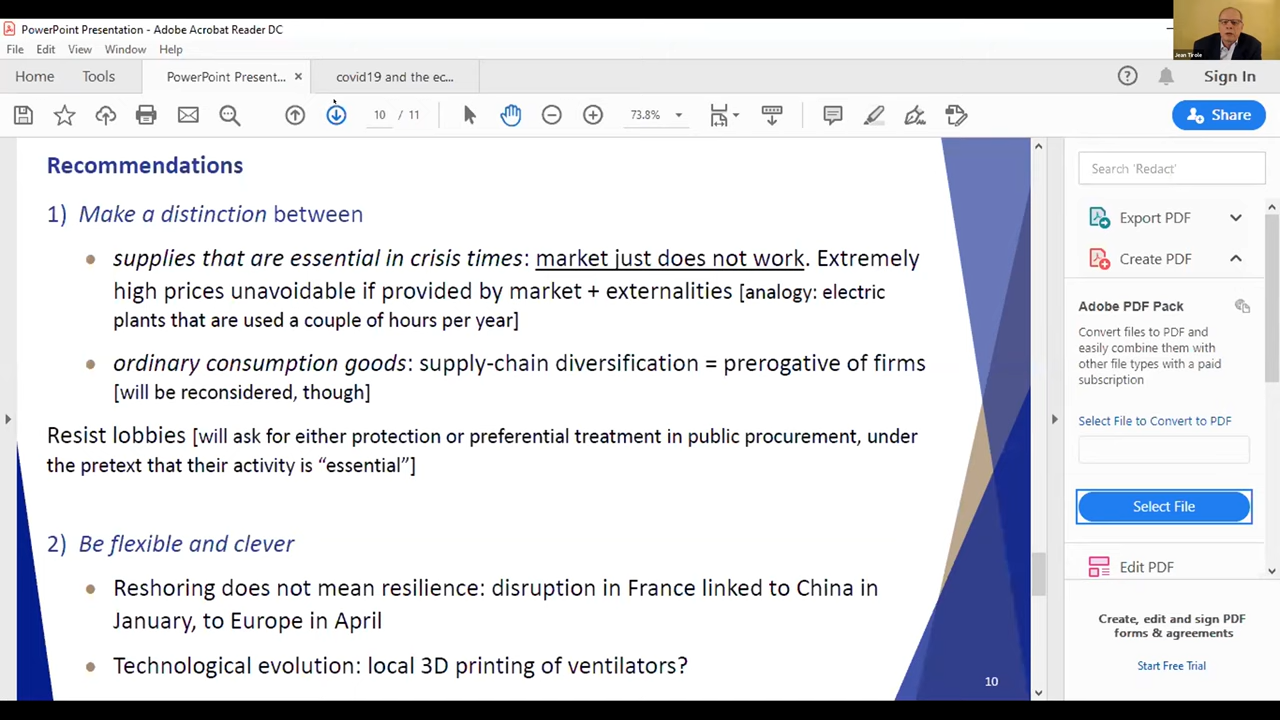 PowerPoint Presentation - Adobe Acrobat Reader DC
Jean Tirole
File Edit View Window Help
Home Tools PowerPoint Present... × covid19 and the ec... Sign In
10 / 11 73.8% Share
Recommendations
Search 'Redact'
1) Make a distinction between
Export PDF
• supplies that are essential in crisis times: market just does not work. Extremely
Create PDF
high prices unavoidable if provided by market + externalities [analogy: electric
plants that are used a couple of hours per year]
Adobe PDF Pack
Convert files to PDF and
easily combine them with
other file types with a paid
subscription
• ordinary consumption goods: supply-chain diversification = prerogative of firms
[will be reconsidered, though]
Select File to Convert to PDF
Resist lobbies [will ask for either protection or preferential treatment in public procurement, under
the pretext that their activity is “essential”]
Select File
2) Be flexible and clever
Edit PDF
• Reshoring does not mean resilience: disruption in France linked to China in
January, to Europe in April
Create, edit and sign PDF
forms & agreements
• Technological evolution: local 3D printing of ventilators?
Start Free Trial
10